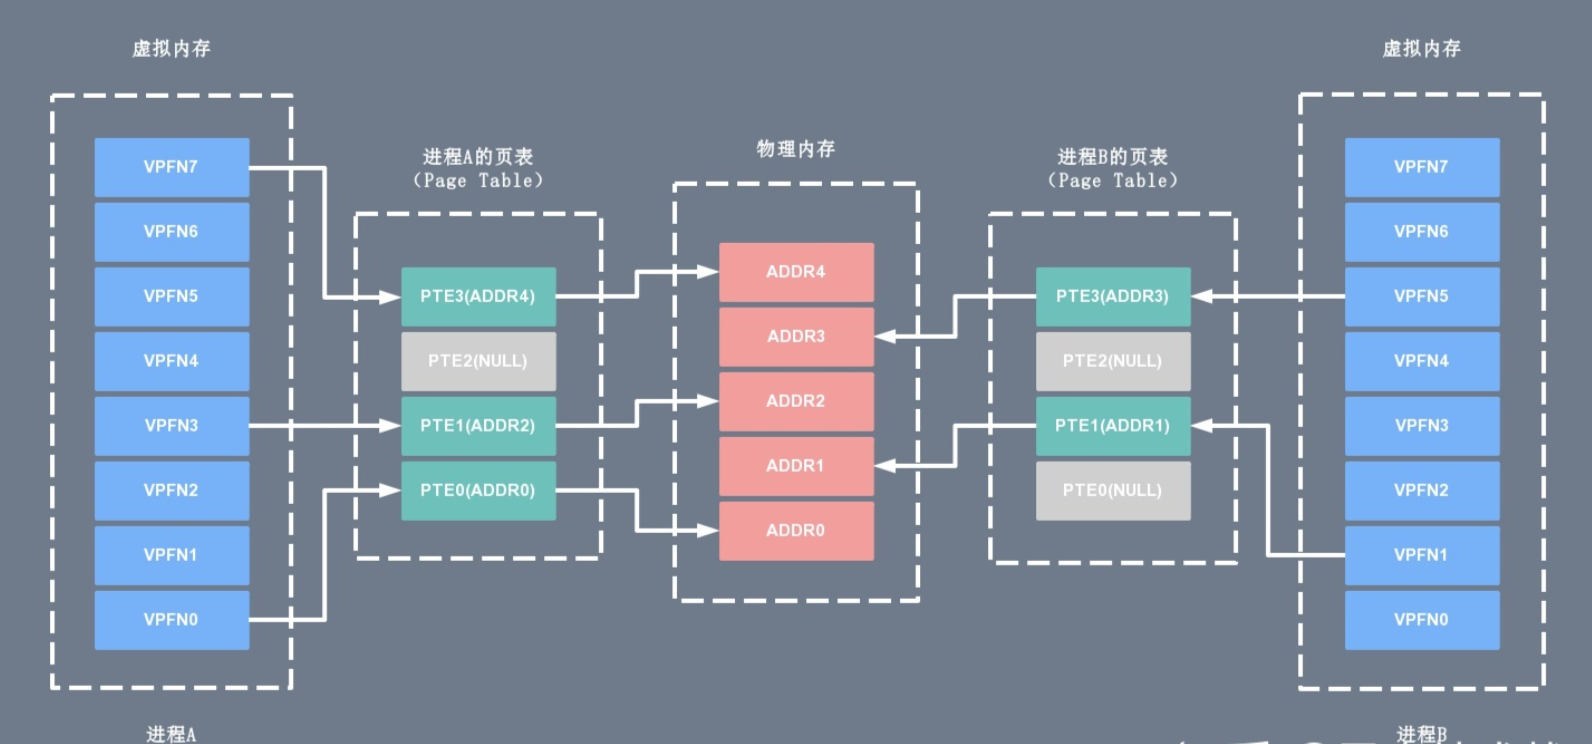 虚拟内存
虚拟内存
VPFN7
VPFN6
VPFN5
VPFN4
VPFN3
VPFN2
VPFN1
VPFN0
进程A
进程A的页表
（Page Table）
PTE3(ADDR4)
PTE2(NULL)
PTE1(ADDR2)
PTE0(ADDR0)
物理内存
ADDR4
ADDR3
ADDR2
ADDR1
ADDR0
进程B的页表
（Page Table）
PTE3(ADDR3)
PTE2(NULL)
PTE1(ADDR1)
PTE0(NULL)
VPFN7
VPFN6
VPFN5
VPFN4
VPFN3
VPFN2
VPFN1
VPFN0
进程B